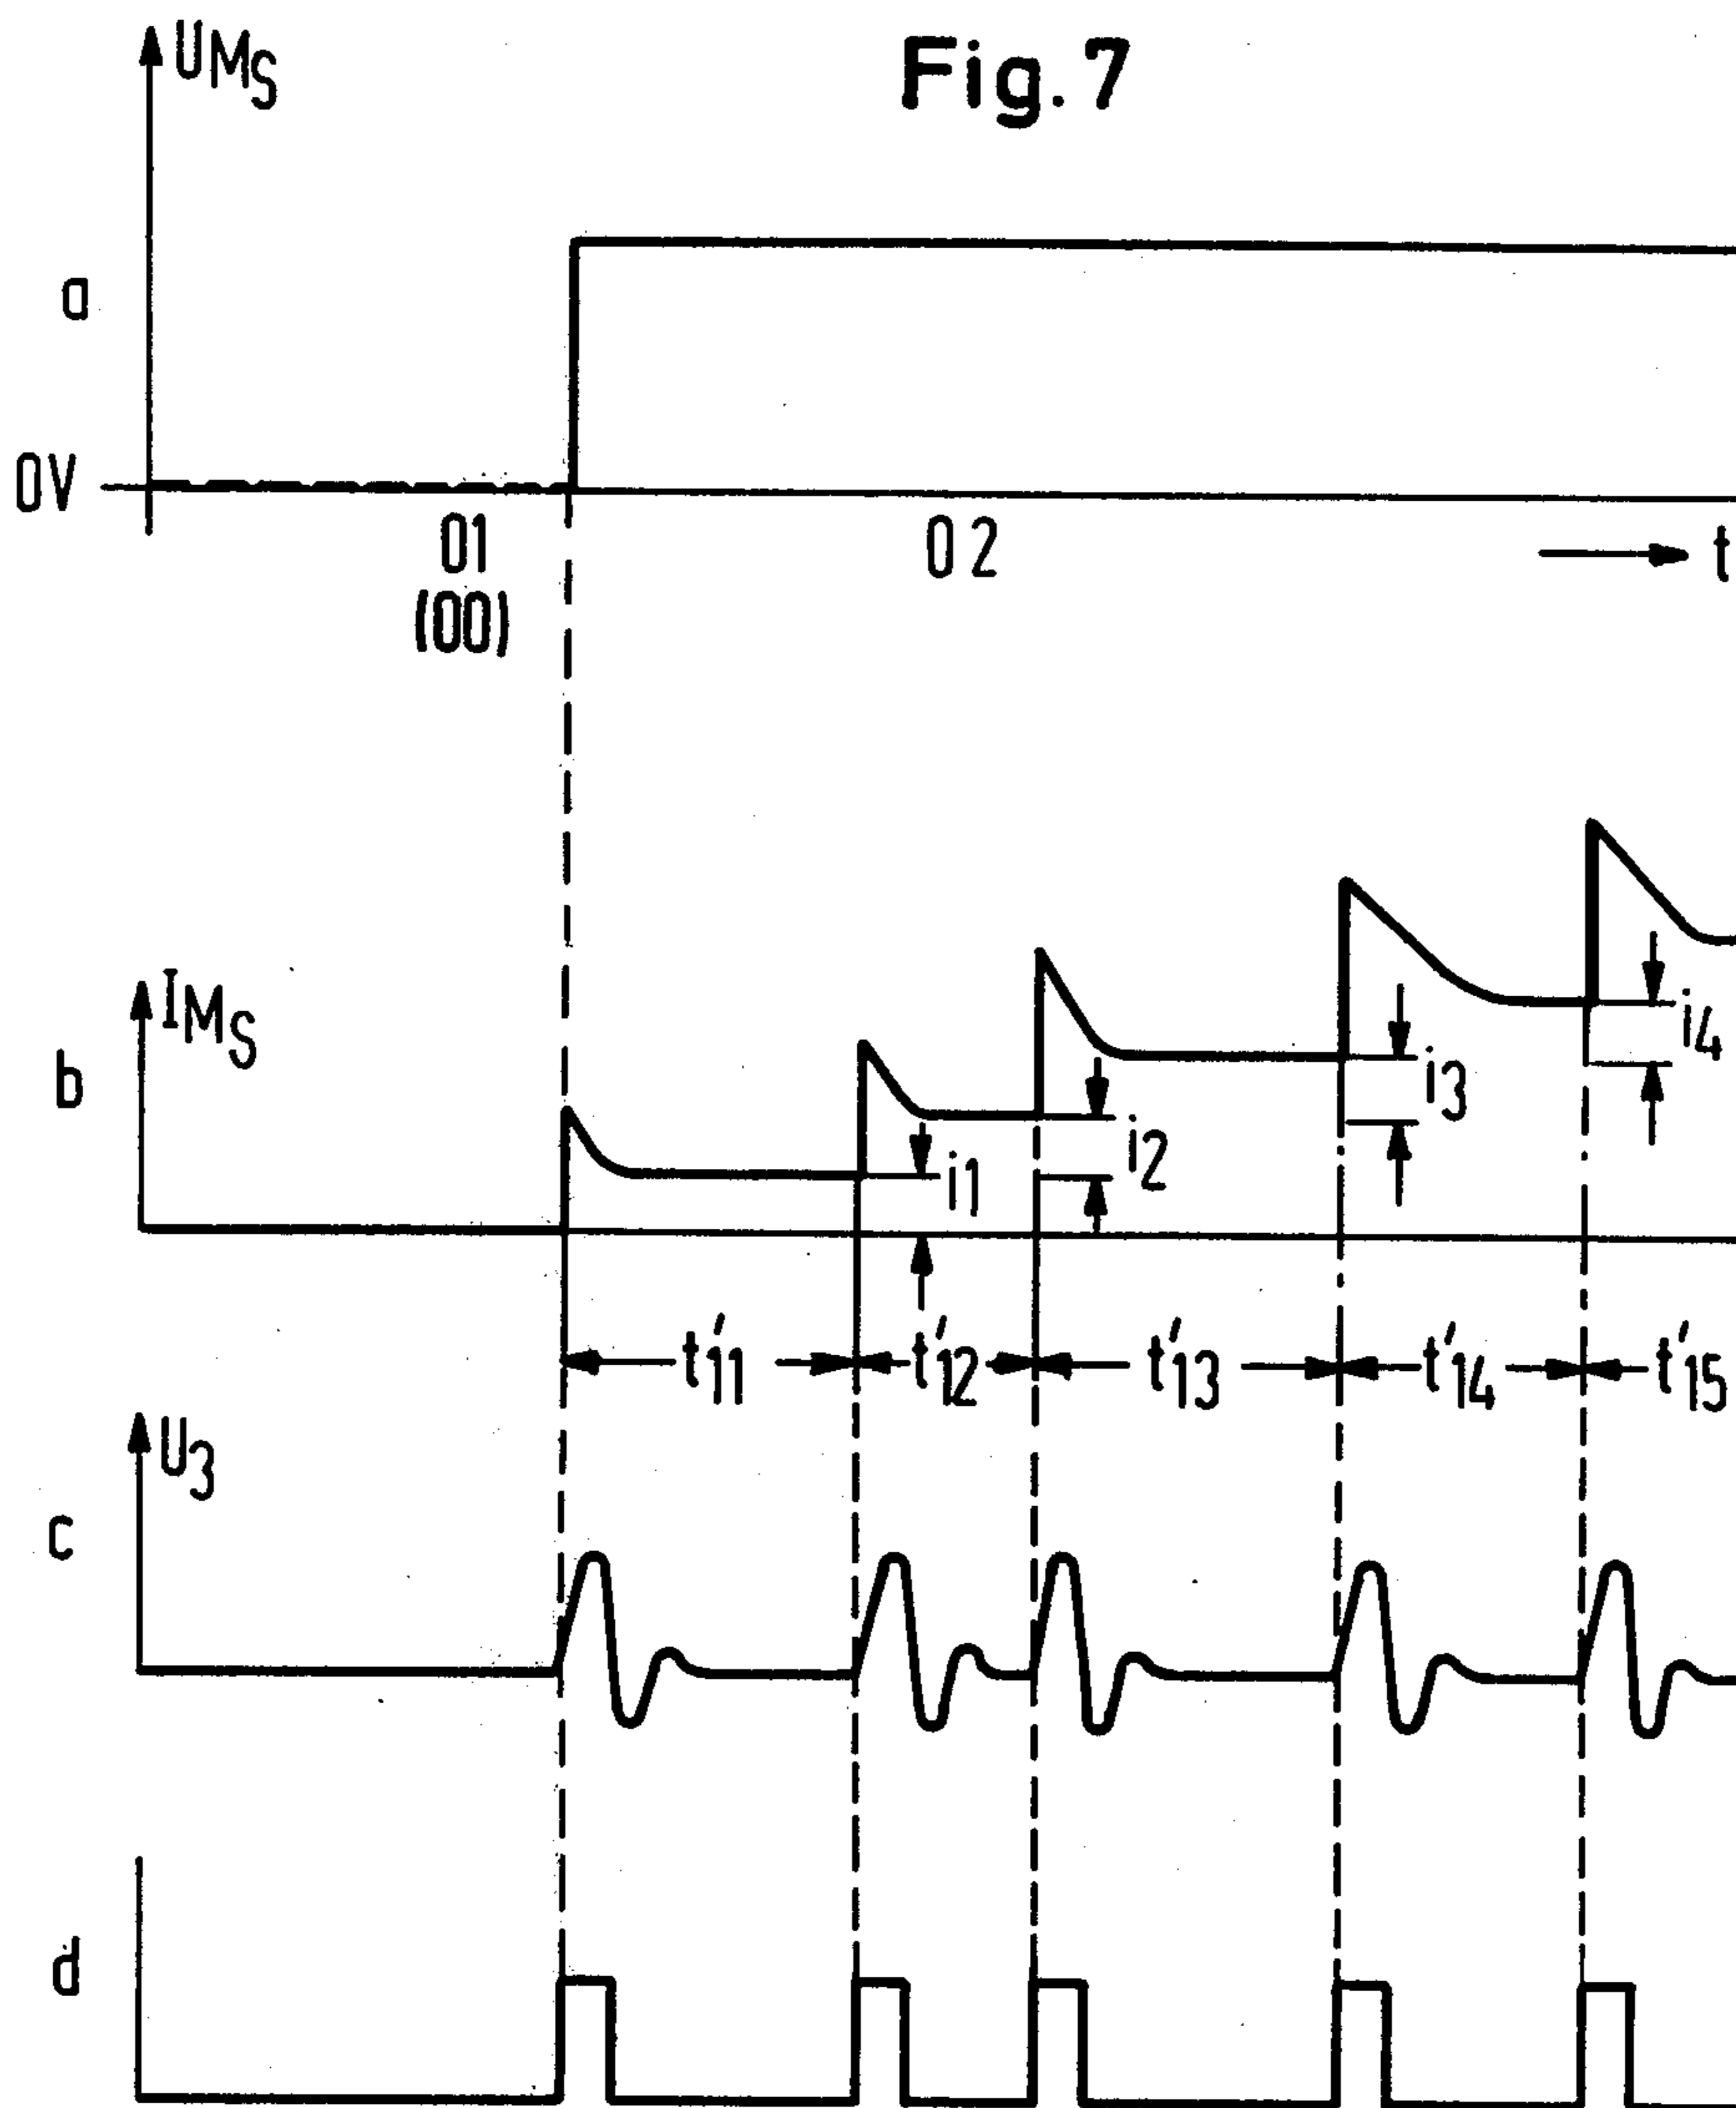 Fig. 7
UMS
a
0V
01
(00)
02
t
IMS
b
i1
i2
i3
i4
t'11
t'12
t'13
t'14
t'15
U3
c
d